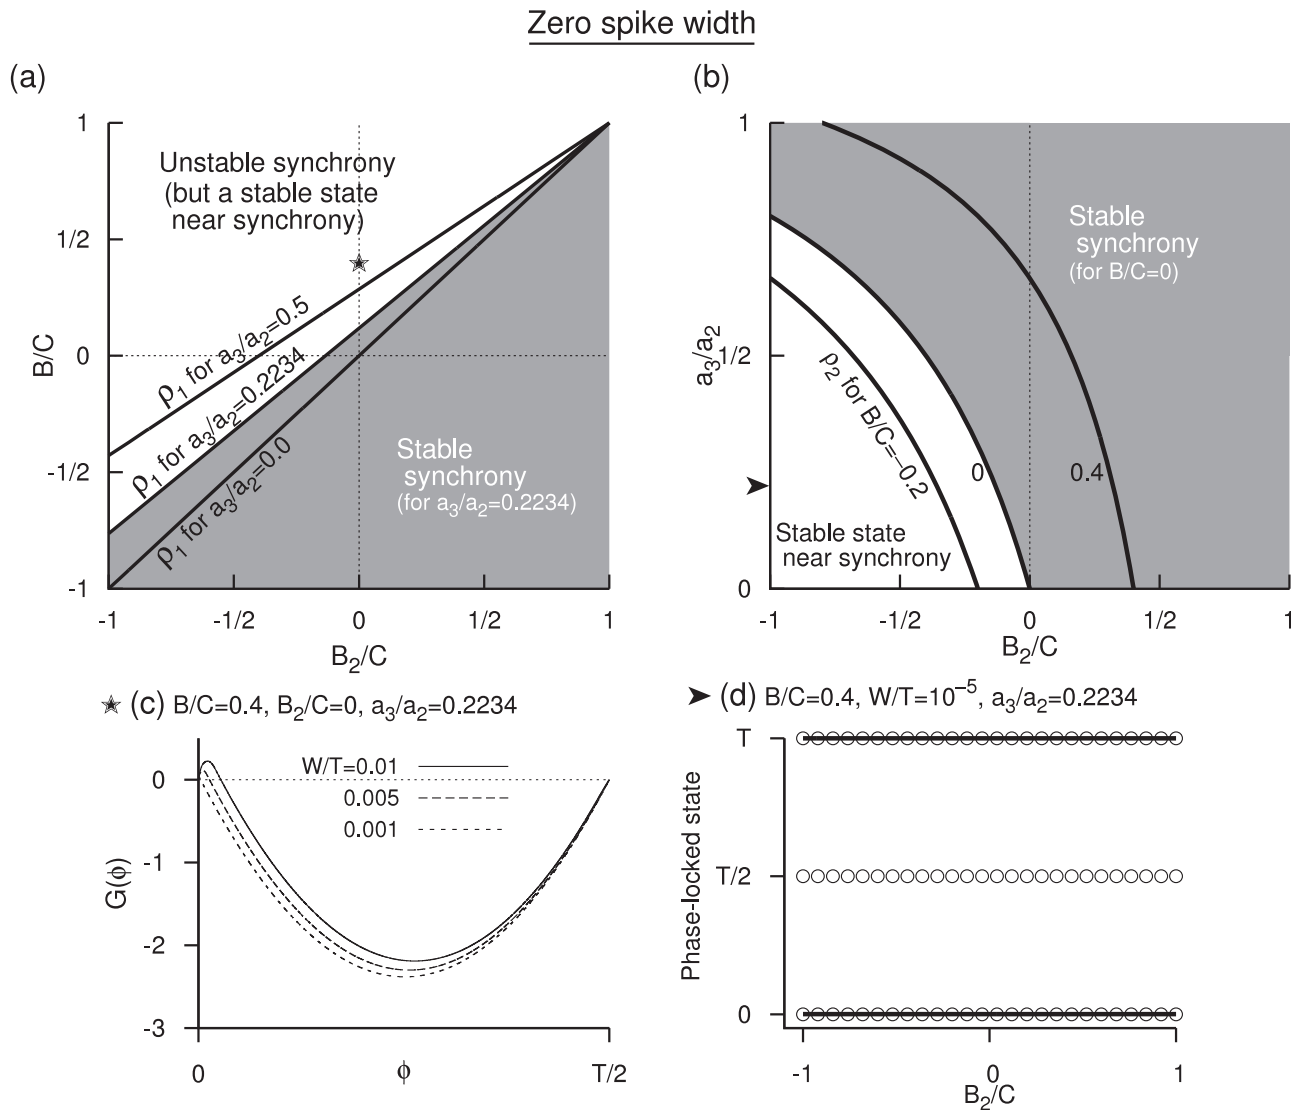 Zero spike width
(a)
1
1/2
0
-1/2
-1
B/C
Unstable synchrony
(but a stable state
near synchrony)
ρ₁ for a₃/a₂=0.5
ρ₁ for a₃/a₂=0.2234
ρ₁ for a₃/a₂=0.0
Stable
synchrony
(for a₃/a₂=0.2234)
-1
-1/2
0
1/2
1
B₂/C
(b)
1
1/2
0
a₃/a₂
Stable
synchrony
(for B/C=0)
ρ₂ for B/C=−0.2
0
0.4
Stable state
near synchrony
-1
-1/2
0
1/2
1
B₂/C
(c) B/C=0.4, B₂/C=0, a₃/a₂=0.2234
0
-1
-2
-3
G(ϕ)
W/T=0.01
0.005
0.001
0
ϕ
T/2
(d) B/C=0.4, W/T=10⁻⁵, a₃/a₂=0.2234
T
T/2
0
Phase-locked state
-1
0
1
B₂/C